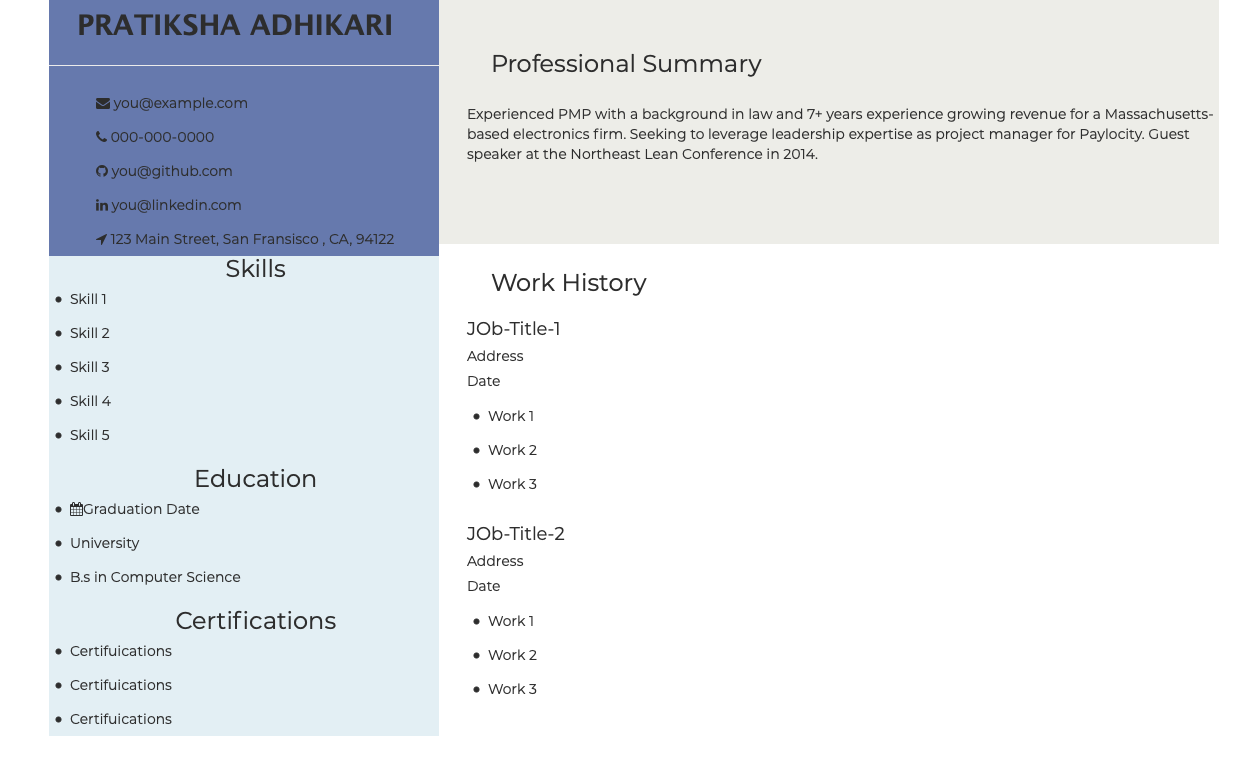 PRATIKSHA ADHIKARI
you@example.com
000-000-0000
you@github.com
you@linkedin.com
123 Main Street, San Fransisco , CA, 94122
Skills
Skill 1
Skill 2
Skill 3
Skill 4
Skill 5
Education
Graduation Date
University
B.s in Computer Science
Certifications
Certifuications
Certifuications
Certifuications
Professional Summary
Experienced PMP with a background in law and 7+ years experience growing revenue for a Massachusetts-
based electronics firm. Seeking to leverage leadership expertise as project manager for Paylocity. Guest
speaker at the Northeast Lean Conference in 2014.
Work History
JOb-Title-1
Address
Date
Work 1
Work 2
Work 3
JOb-Title-2
Address
Date
Work 1
Work 2
Work 3